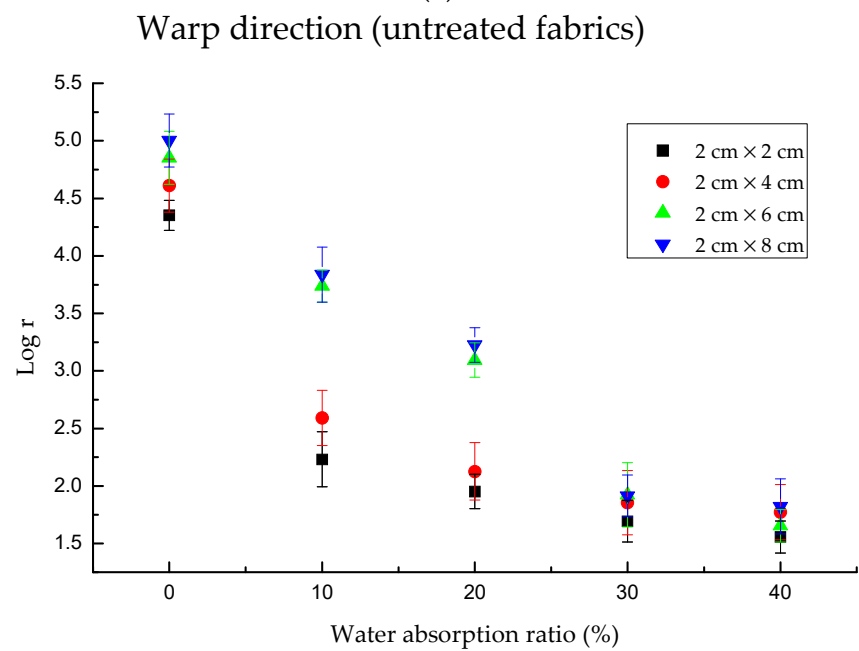 Warp direction (untreated fabrics)
5.5
5.0
4.5
4.0
3.5
3.0
2.5
2.0
1.5
Log r
2 cm × 2 cm
2 cm × 4 cm
2 cm × 6 cm
2 cm × 8 cm
0 10 20 30 40
Water absorption ratio (%)